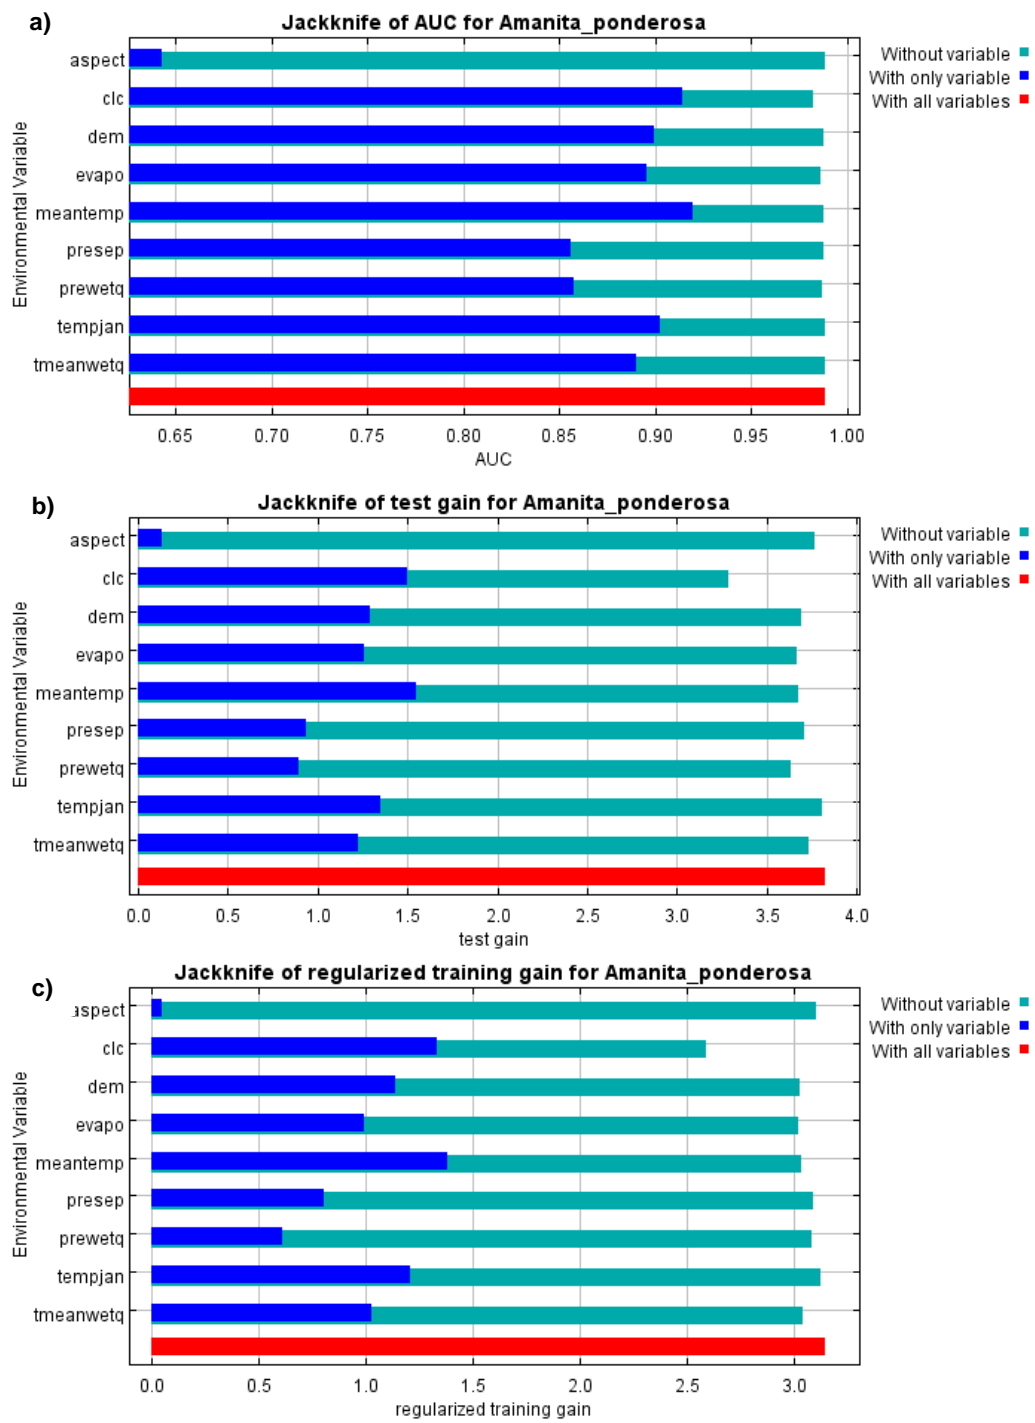 a)
Jackknife of AUC for Amanita_ponderosa
Without variable
With only variable
With all variables
Environmental Variable
aspect
clc
dem
evapo
meantemp
presep
prewetq
tempjan
tmeanwetq
0.65 0.70 0.75 0.80 0.85 0.90 0.95 1.00
AUC
b)
Jackknife of test gain for Amanita_ponderosa
Without variable
With only variable
With all variables
Environmental Variable
aspect
clc
dem
evapo
meantemp
presep
prewetq
tempjan
tmeanwetq
0.0 0.5 1.0 1.5 2.0 2.5 3.0 3.5 4.0
test gain
c)
Jackknife of regularized training gain for Amanita_ponderosa
Without variable
With only variable
With all variables
Environmental Variable
aspect
clc
dem
evapo
meantemp
presep
prewetq
tempjan
tmeanwetq
0.0 0.5 1.0 1.5 2.0 2.5 3.0
regularized training gain